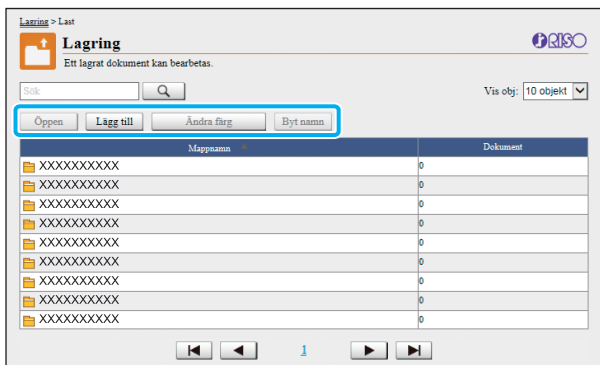 Lagring > Last
Lagring
RISO
Ett lagrat dokument kan bearbetas.
Sök
Vis obj: 10 objekt
Öppen Lägg till Ändra färg Byt namn
Mappnamn Dokument
XXXXXXXXXX 0
XXXXXXXXXX 0
XXXXXXXXXX 0
XXXXXXXXXX 0
XXXXXXXXXX 0
XXXXXXXXXX 0
XXXXXXXXXX 0
XXXXXXXXXX 0
XXXXXXXXXX 0
1